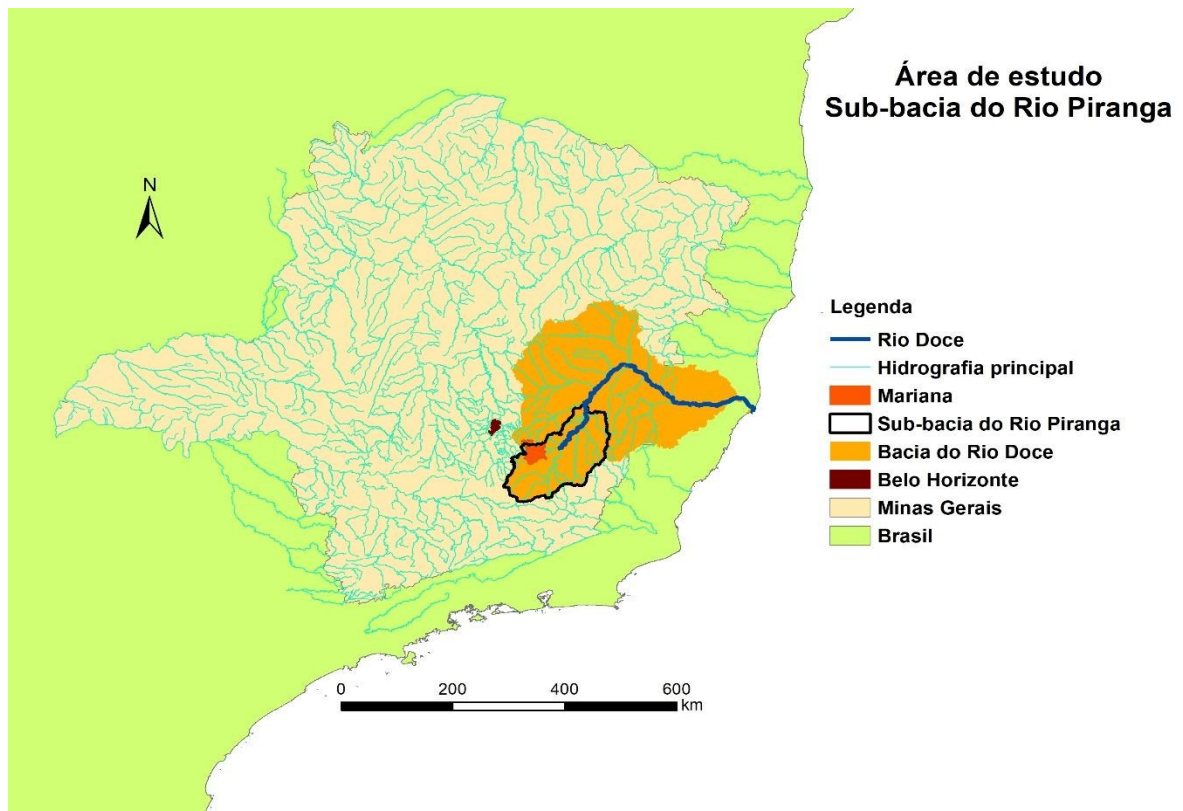 Área de estudo
Sub-bacia do Rio Piranga
N
Legenda
Rio Doce
Hidrografia principal
Mariana
Sub-bacia do Rio Piranga
Bacia do Rio Doce
Belo Horizonte
Minas Gerais
Brasil
0 200 400 600
km